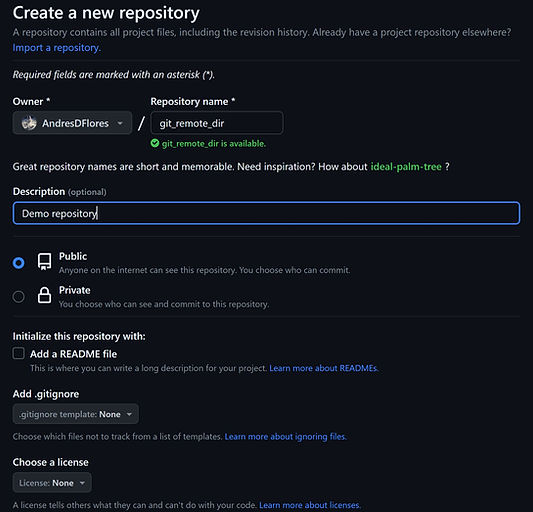 Create a new repository
A repository contains all project files, including the revision history. Already have a project repository elsewhere?
Import a repository.
Required fields are marked with an asterisk (*).
Owner *
Repository name *
AndresDFlores
/
git_remote_dir
git_remote_dir is available.
Great repository names are short and memorable. Need inspiration? How about ideal-palm-tree ?
Description (optional)
Demo repository
Public
Anyone on the internet can see this repository. You choose who can commit.
Private
You choose who can see and commit to this repository.
Initialize this repository with:
Add a README file
This is where you can write a long description for your project. Learn more about READMEs.
Add .gitignore
.gitignore template: None
Choose which files not to track from a list of templates. Learn more about ignoring files.
Choose a license
License: None
A license tells others what they can and can't do with your code. Learn more about licenses.